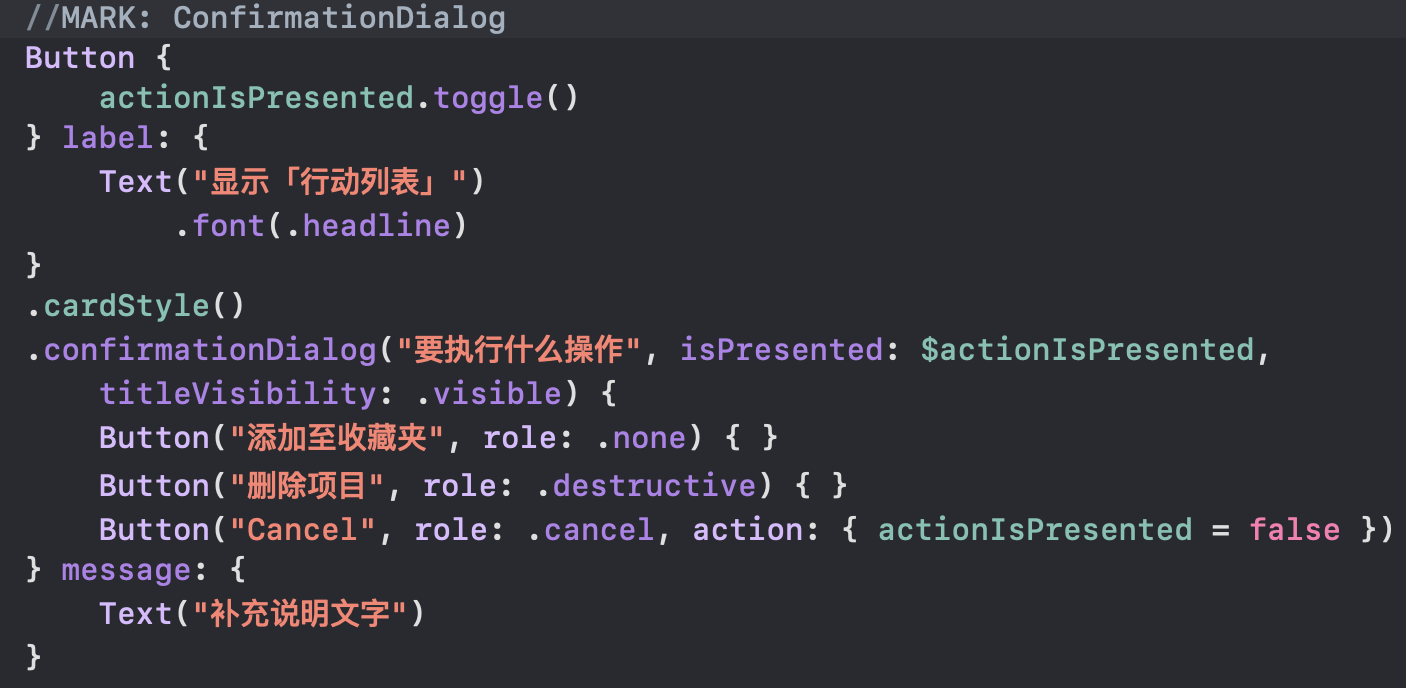 //MARK: ConfirmationDialog
Button {
    actionIsPresented.toggle()
} label: {
    Text("显示「行动列表」")
        .font(.headline)
}
.cardStyle()
.confirmationDialog("要执行什么操作", isPresented: $actionIsPresented,
    titleVisibility: .visible) {
    Button("添加至收藏夹", role: .none) { }
    Button("删除项目", role: .destructive) { }
    Button("Cancel", role: .cancel, action: { actionIsPresented = false })
} message: {
    Text("补充说明文字")
}